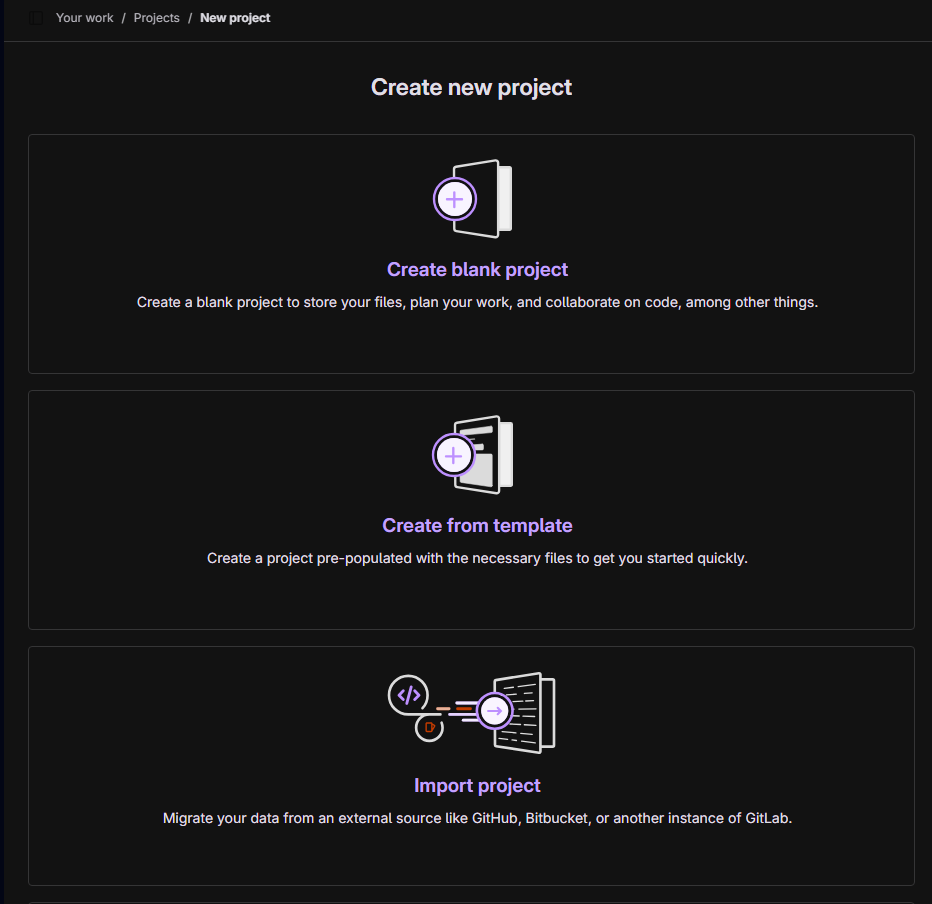 Your work / Projects / New project
Create new project
Create blank project
Create a blank project to store your files, plan your work, and collaborate on code, among other things.
Create from template
Create a project pre-populated with the necessary files to get you started quickly.
Import project
Migrate your data from an external source like GitHub, Bitbucket, or another instance of GitLab.